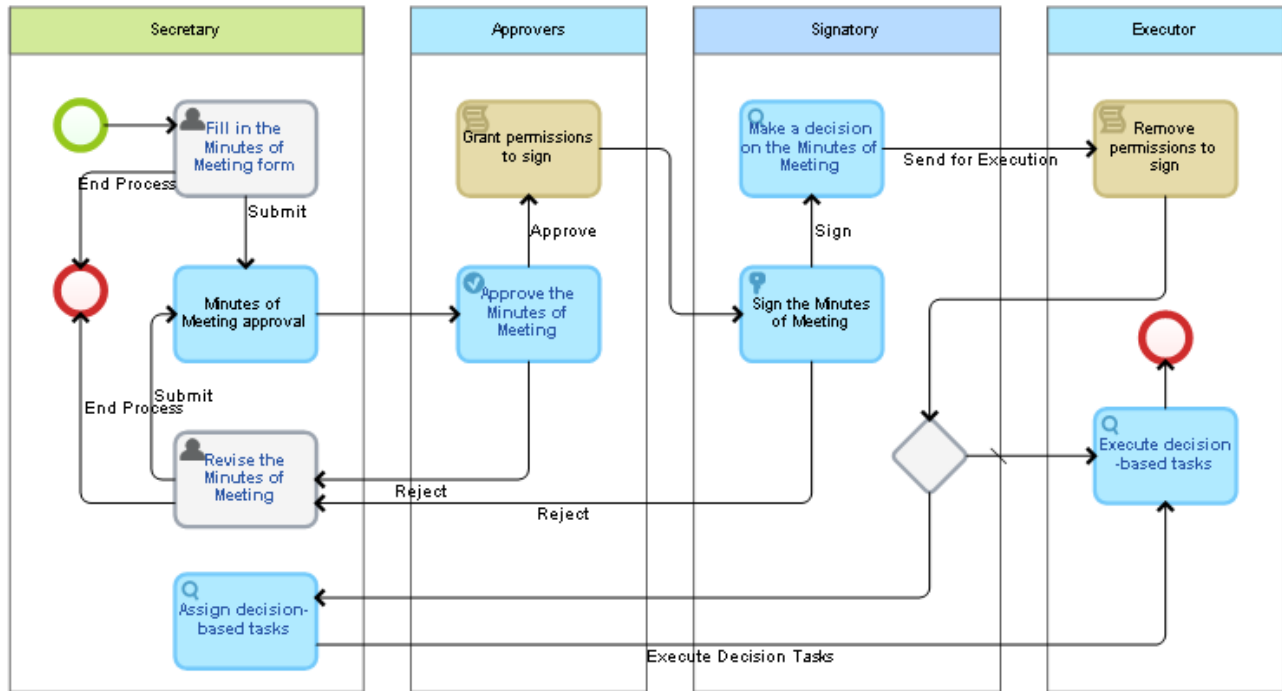 Secretary
Approvers
Signatory
Executor
Fill in the
Minutes of
Meeting form
Grant permissions
to sign
Make a decision
on the Minutes of
Meeting
Remove
permissions to
sign
Send for Execution
End Process
Submit
Approve
Sign
Minutes of
Meeting approval
Approve the
Minutes of
Meeting
Sign the Minutes
of Meeting
Submit
End Process
Revise the
Minutes of
Meeting
Reject
Reject
Execute decision
-based tasks
Assign decision-
based tasks
Execute Decision Tasks